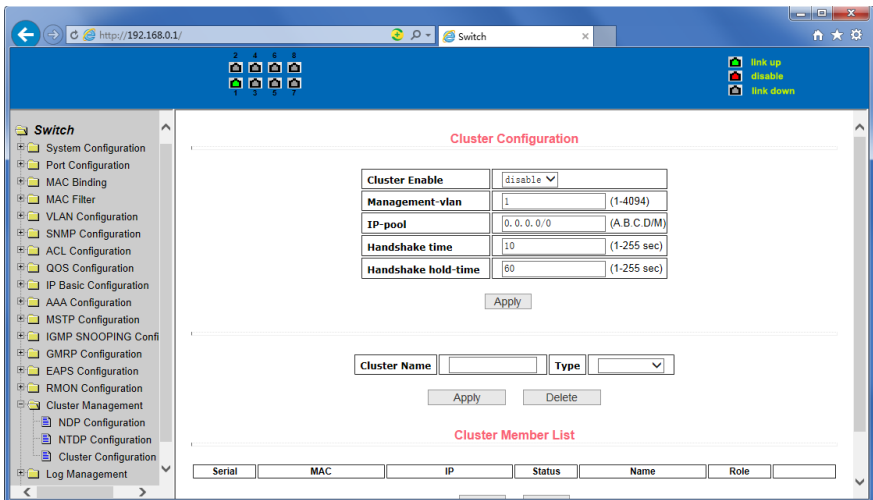 http://192.168.0.1/
Switch
2 4 6 8
1 3 5 7
link up
disable
link down
Switch
System Configuration
Port Configuration
MAC Binding
MAC Filter
VLAN Configuration
SNMP Configuration
ACL Configuration
QOS Configuration
IP Basic Configuration
AAA Configuration
MSTP Configuration
IGMP SNOOPING Confi
GMRP Configuration
EAPS Configuration
RMON Configuration
Cluster Management
NDP Configuration
NTDP Configuration
Cluster Configuration
Log Management
Cluster Configuration
Cluster Enable disable
Management-vlan 1 (1-4094)
IP-pool 0.0.0.0/0 (A.B.C.D/M)
Handshake time 10 (1-255 sec)
Handshake hold-time 60 (1-255 sec)
Apply
Cluster Name Type
Apply Delete
Cluster Member List
Serial MAC IP Status Name Role